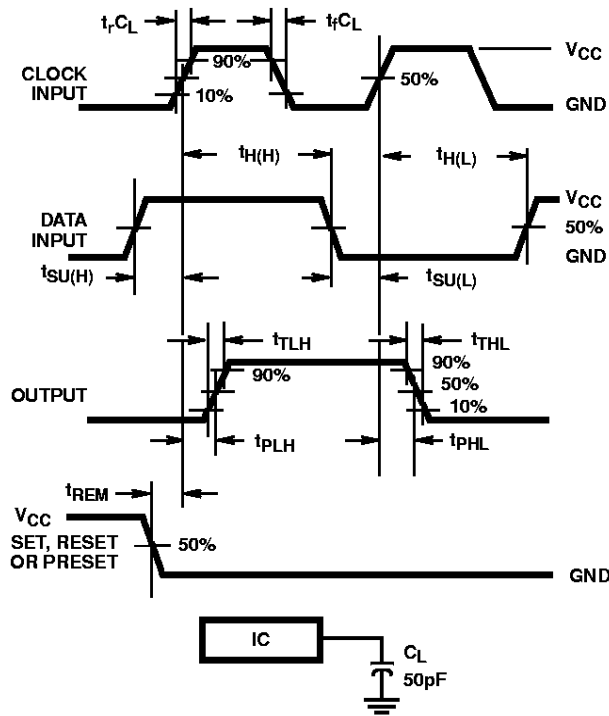 trCL
tfCL
CLOCK
INPUT
90%
10%
50%
VCC
GND
tH(H)
tH(L)
DATA
INPUT
VCC
50%
GND
tSU(H)
tSU(L)
tTLH
tTHL
OUTPUT
90%
90%
50%
10%
tPLH
tPHL
tREM
VCC
SET, RESET
OR PRESET
50%
GND
IC
CL
50pF